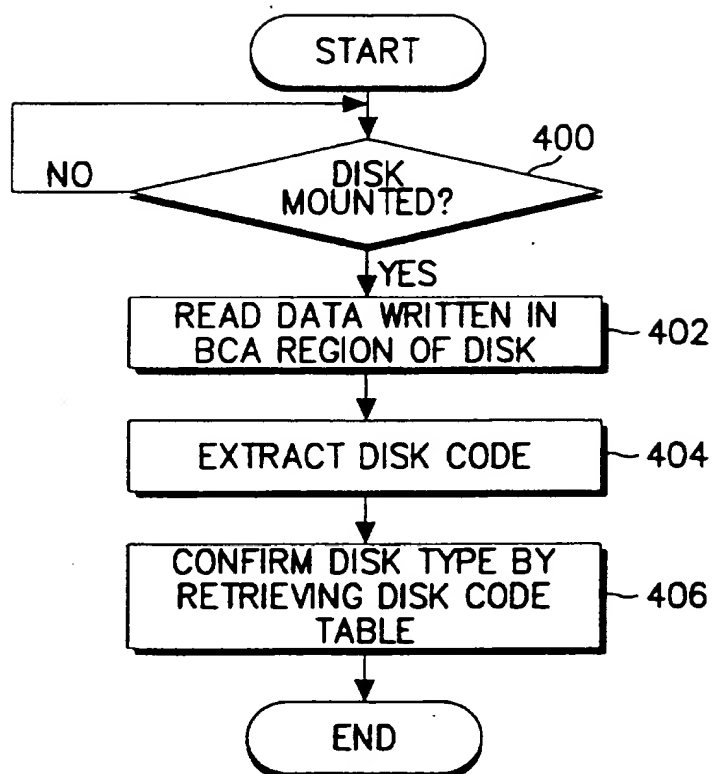 START
400
NO
DISK
MOUNTED?
YES
READ DATA WRITTEN IN
BCA REGION OF DISK
402
EXTRACT DISK CODE
404
CONFIRM DISK TYPE BY
RETRIEVING DISK CODE
TABLE
406
END